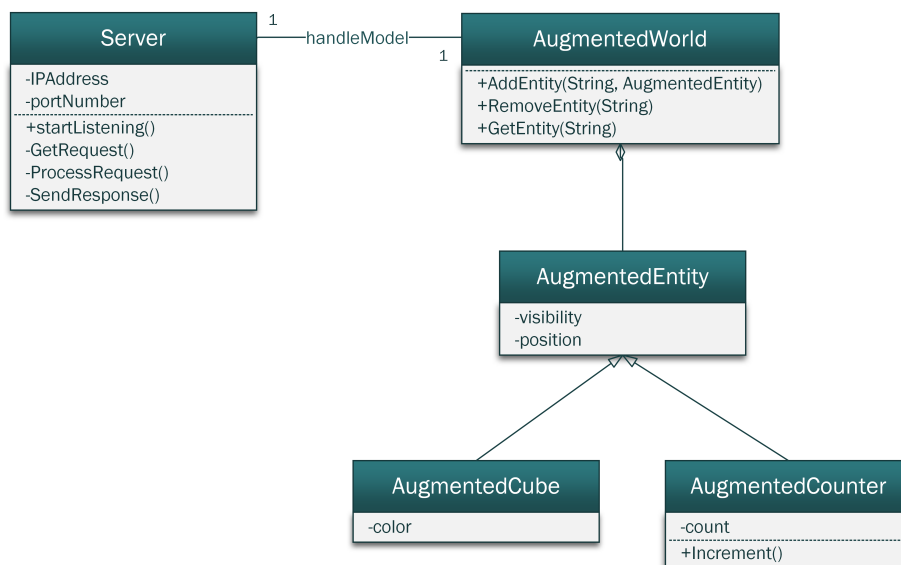 Server
-IPAddress
-portNumber
+startListening()
-GetRequest()
-ProcessRequest()
-SendResponse()
1
handleModel
1
AugmentedWorld
+AddEntity(String, AugmentedEntity)
+RemoveEntity(String)
+GetEntity(String)
AugmentedEntity
-visibility
-position
AugmentedCube
-color
AugmentedCounter
-count
+Increment()